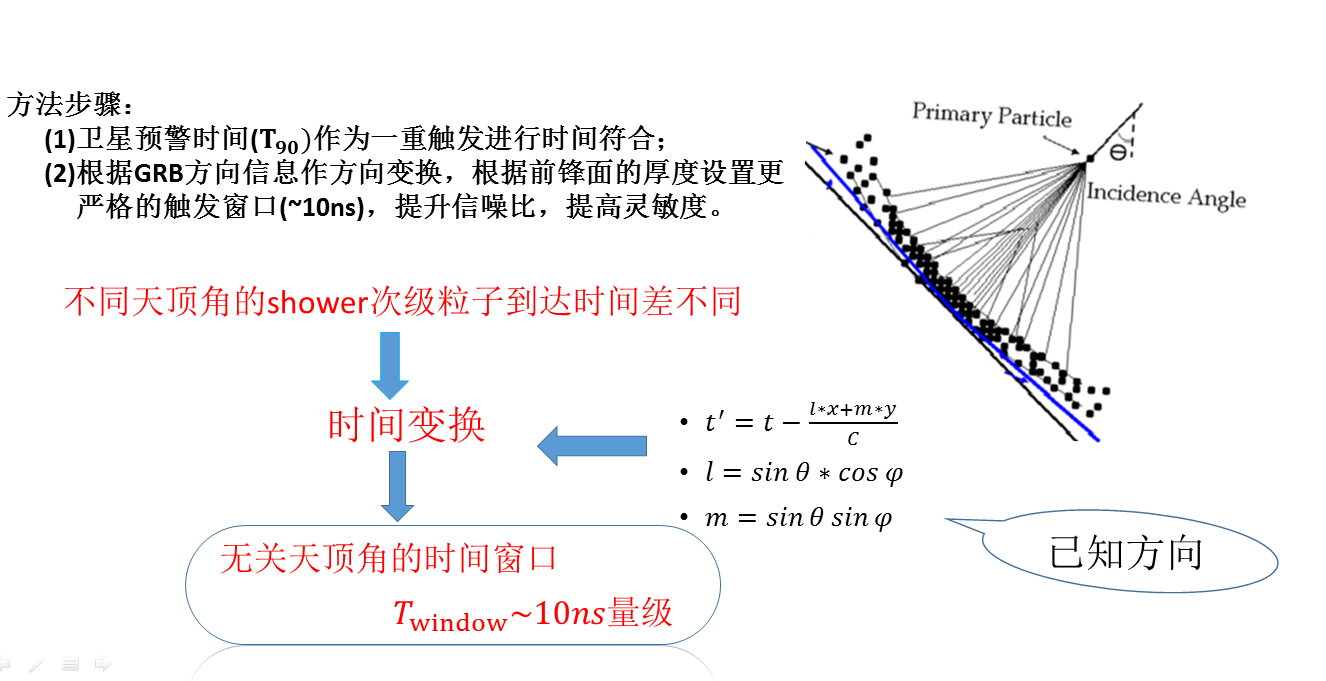 方法步骤：
(1)卫星预警时间(T₉₀)作为一重触发进行时间符合；
(2)根据GRB方向信息作方向变换，根据前锋面的厚度设置更
严格的触发窗口(~10ns)，提升信噪比，提高灵敏度。
Primary Particle
Θ
Incidence Angle
不同天顶角的shower次级粒子到达时间差不同
时间变换
• t′ = t − (l∗x+m∗y)/C
• l = sin θ ∗ cos φ
• m = sin θ sin φ
已知方向
无关天顶角的时间窗口
T_window~10ns量级